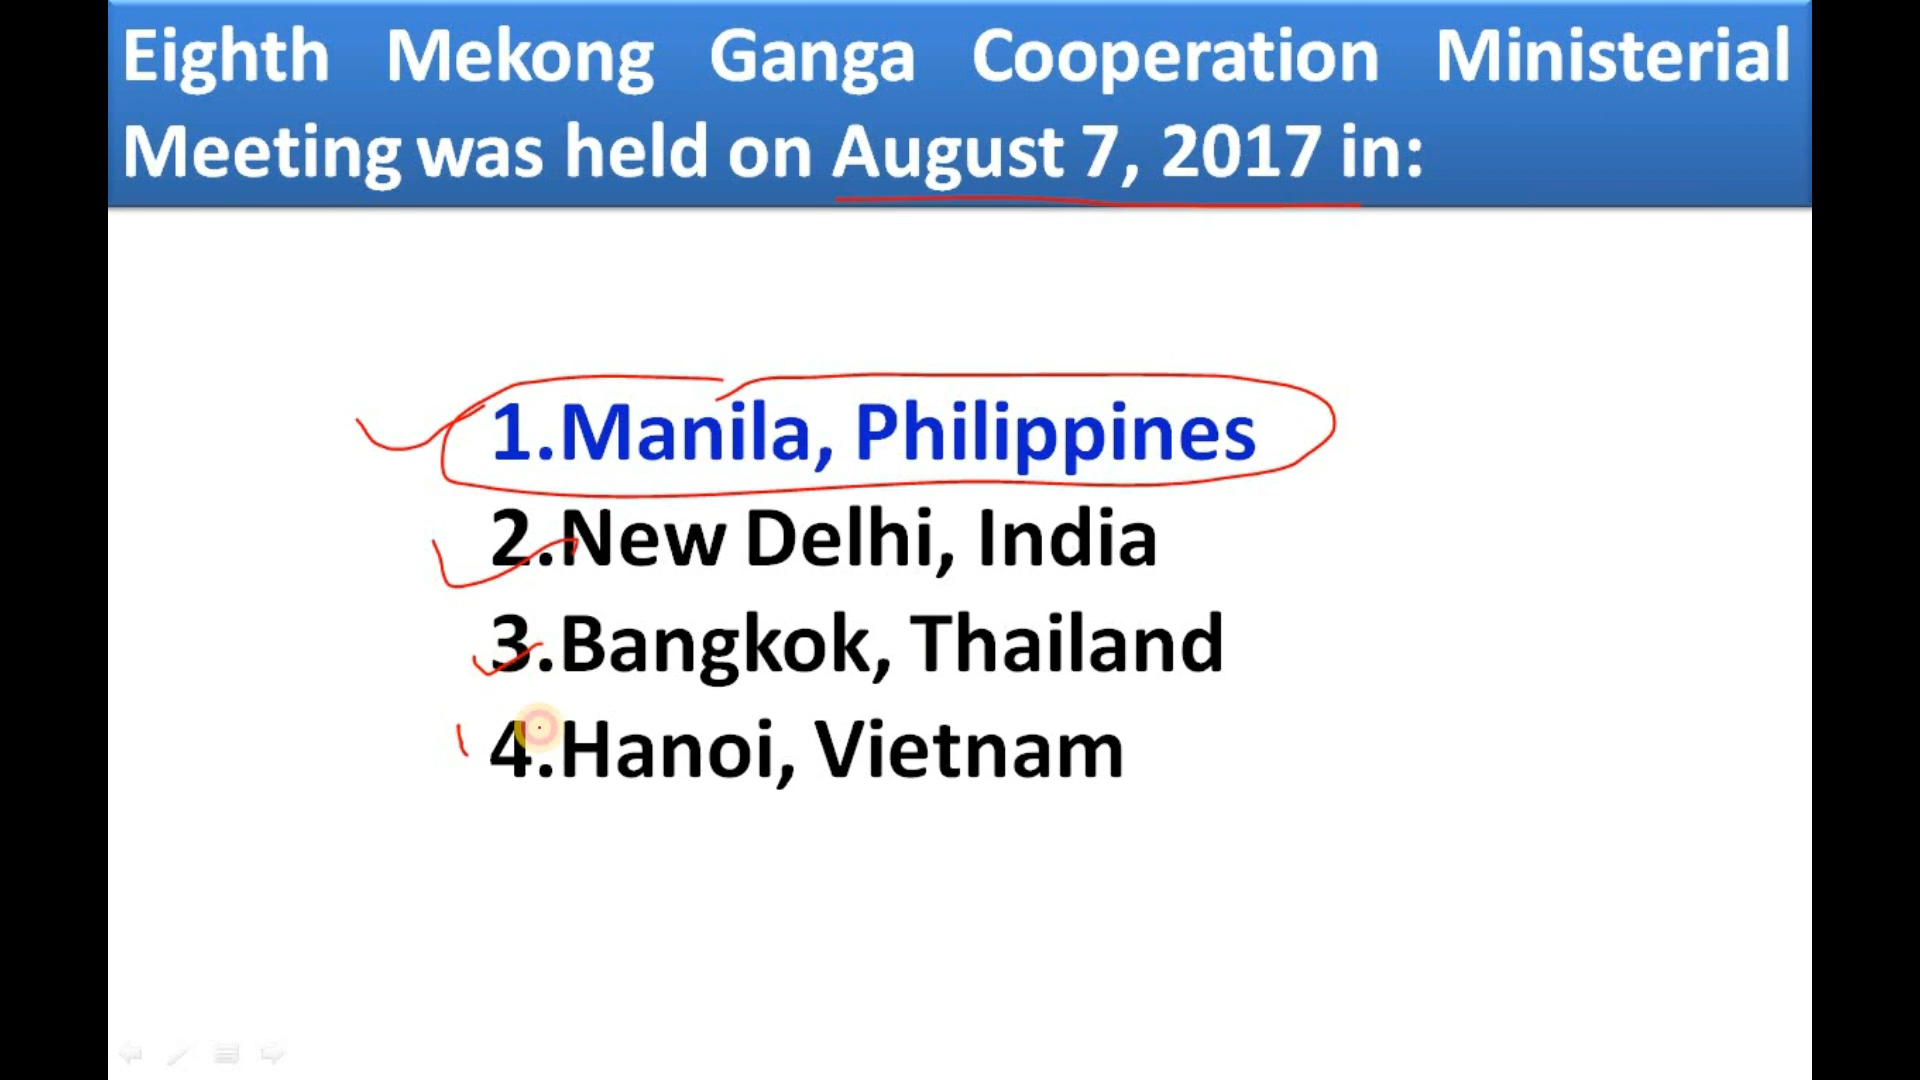 Eighth Mekong Ganga Cooperation Ministerial
Meeting was held on August 7, 2017 in:
1.Manila, Philippines
2.New Delhi, India
3.Bangkok, Thailand
4.Hanoi, Vietnam